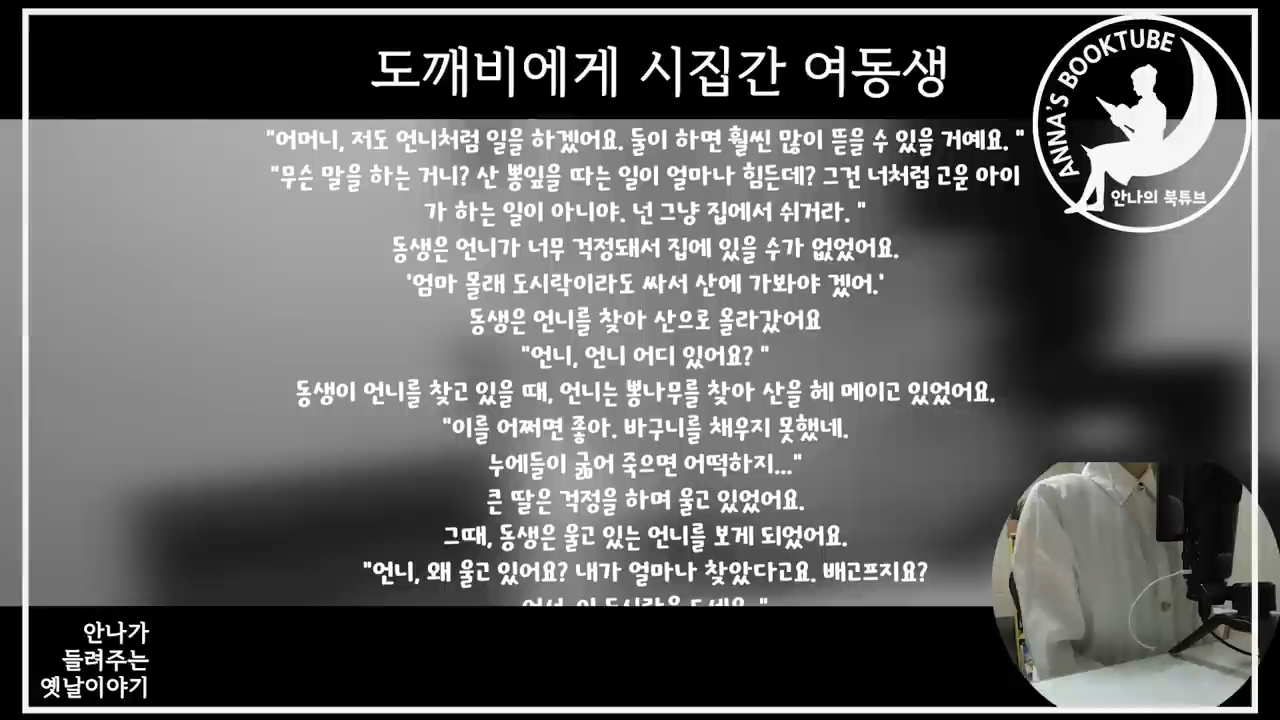 도깨비에게 시집간 여동생
ANNA'S BOOKTUBE
안나의 북튜브
"어머니, 저도 언니처럼 일을 하겠어요. 둘이 하면 훨씬 많이 뜯을 수 있을 거예요. "
"무슨 말을 하는 거니? 산 뽕잎을 따는 일이 얼마나 힘든데? 그건 너처럼 고운 아이
가 하는 일이 아니야. 넌 그냥 집에서 쉬거라. "
동생은 언니가 너무 걱정돼서 집에 있을 수가 없었어요.
'엄마 몰래 도시락이라도 싸서 산에 가봐야 겠어.'
동생은 언니를 찾아 산으로 올라갔어요
"언니, 언니 어디 있어요? "
동생이 언니를 찾고 있을 때, 언니는 뽕나무를 찾아 산을 헤 메이고 있었어요.
"이를 어쩌면 좋아. 바구니를 채우지 못했네.
누에들이 굶어 죽으면 어떡하지..."
큰 딸은 걱정을 하며 울고 있었어요.
그때, 동생은 울고 있는 언니를 보게 되었어요.
"언니, 왜 울고 있어요? 내가 얼마나 찾았다고요. 배고프지요?
안나가
들려주는
옛날이야기